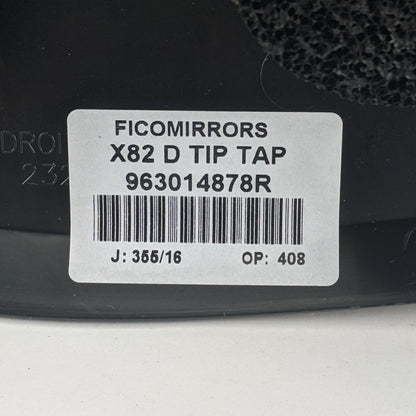 FICOMIRRORS
X82 D TIP TAP
963014878R
J: 355/16 OP: 408